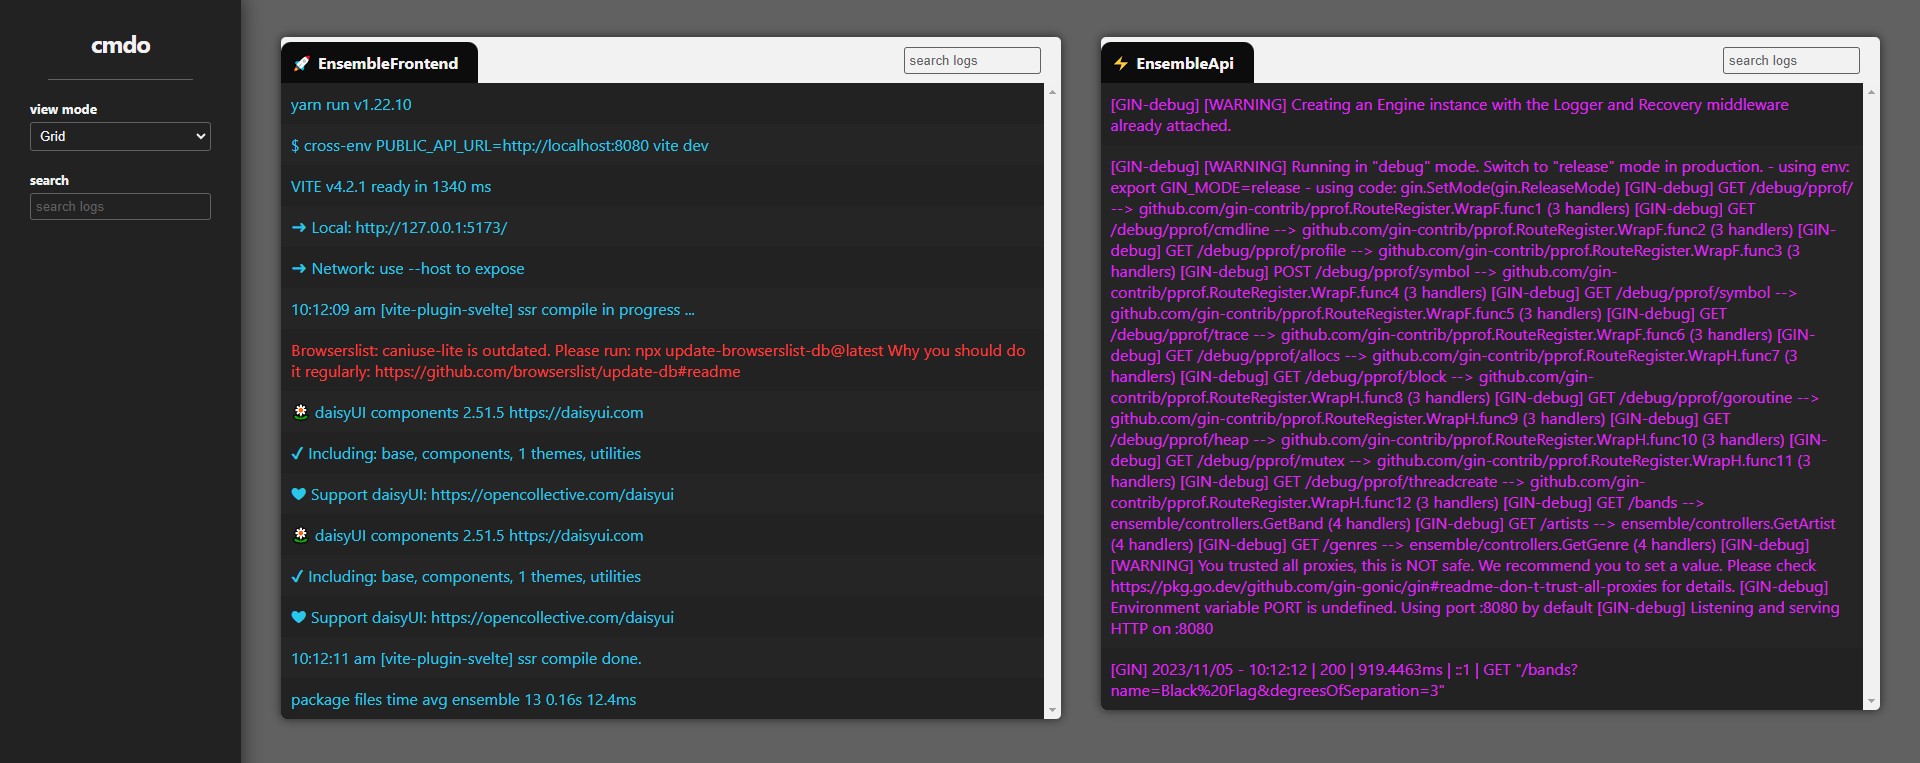 cmdo
view mode
Grid
search
search logs
🚀 EnsembleFrontend
search logs
yarn run v1.22.10
$ cross-env PUBLIC_API_URL=http://localhost:8080 vite dev
VITE v4.2.1 ready in 1340 ms
➜ Local: http://127.0.0.1:5173/
➜ Network: use --host to expose
10:12:09 am [vite-plugin-svelte] ssr compile in progress ...
Browserslist: caniuse-lite is outdated. Please run: npx update-browserslist-db@latest Why you should do
it regularly: https://github.com/browserslist/update-db#readme
🌼 daisyUI components 2.51.5 https://daisyui.com
✔︎ Including: base, components, 1 themes, utilities
❤︎ Support daisyUI: https://opencollective.com/daisyui
🌼 daisyUI components 2.51.5 https://daisyui.com
✔︎ Including: base, components, 1 themes, utilities
❤︎ Support daisyUI: https://opencollective.com/daisyui
10:12:11 am [vite-plugin-svelte] ssr compile done.
package files time avg ensemble 13 0.16s 12.4ms
⚡ EnsembleApi
search logs
[GIN-debug] [WARNING] Creating an Engine instance with the Logger and Recovery middleware
already attached.
[GIN-debug] [WARNING] Running in "debug" mode. Switch to "release" mode in production. - using env:
export GIN_MODE=release - using code: gin.SetMode(gin.ReleaseMode) [GIN-debug] GET /debug/pprof/
--> github.com/gin-contrib/pprof.RouteRegister.WrapF.func1 (3 handlers) [GIN-debug] GET
/debug/pprof/cmdline --> github.com/gin-contrib/pprof.RouteRegister.WrapF.func2 (3 handlers) [GIN-
debug] GET /debug/pprof/profile --> github.com/gin-contrib/pprof.RouteRegister.WrapF.func3 (3
handlers) [GIN-debug] POST /debug/pprof/symbol --> github.com/gin-
contrib/pprof.RouteRegister.WrapF.func4 (3 handlers) [GIN-debug] GET /debug/pprof/symbol -->
github.com/gin-contrib/pprof.RouteRegister.WrapF.func5 (3 handlers) [GIN-debug] GET
/debug/pprof/trace --> github.com/gin-contrib/pprof.RouteRegister.WrapF.func6 (3 handlers) [GIN-
debug] GET /debug/pprof/allocs --> github.com/gin-contrib/pprof.RouteRegister.WrapH.func7 (3
handlers) [GIN-debug] GET /debug/pprof/block --> github.com/gin-
contrib/pprof.RouteRegister.WrapH.func8 (3 handlers) [GIN-debug] GET /debug/pprof/goroutine -->
github.com/gin-contrib/pprof.RouteRegister.WrapH.func9 (3 handlers) [GIN-debug] GET
/debug/pprof/heap --> github.com/gin-contrib/pprof.RouteRegister.WrapH.func10 (3 handlers) [GIN-
debug] GET /debug/pprof/mutex --> github.com/gin-contrib/pprof.RouteRegister.WrapH.func11 (3
handlers) [GIN-debug] GET /debug/pprof/threadcreate --> github.com/gin-
contrib/pprof.RouteRegister.WrapH.func12 (3 handlers) [GIN-debug] GET /bands -->
ensemble/controllers.GetBand (4 handlers) [GIN-debug] GET /artists --> ensemble/controllers.GetArtist
(4 handlers) [GIN-debug] GET /genres --> ensemble/controllers.GetGenre (4 handlers) [GIN-debug]
[WARNING] You trusted all proxies, this is NOT safe. We recommend you to set a value. Please check
https://pkg.go.dev/github.com/gin-gonic/gin#readme-don-t-trust-all-proxies for details. [GIN-debug]
Environment variable PORT is undefined. Using port :8080 by default [GIN-debug] Listening and serving
HTTP on :8080
[GIN] 2023/11/05 - 10:12:12 | 200 | 919.4463ms | ::1 | GET "/bands?
name=Black%20Flag&degreesOfSeparation=3"